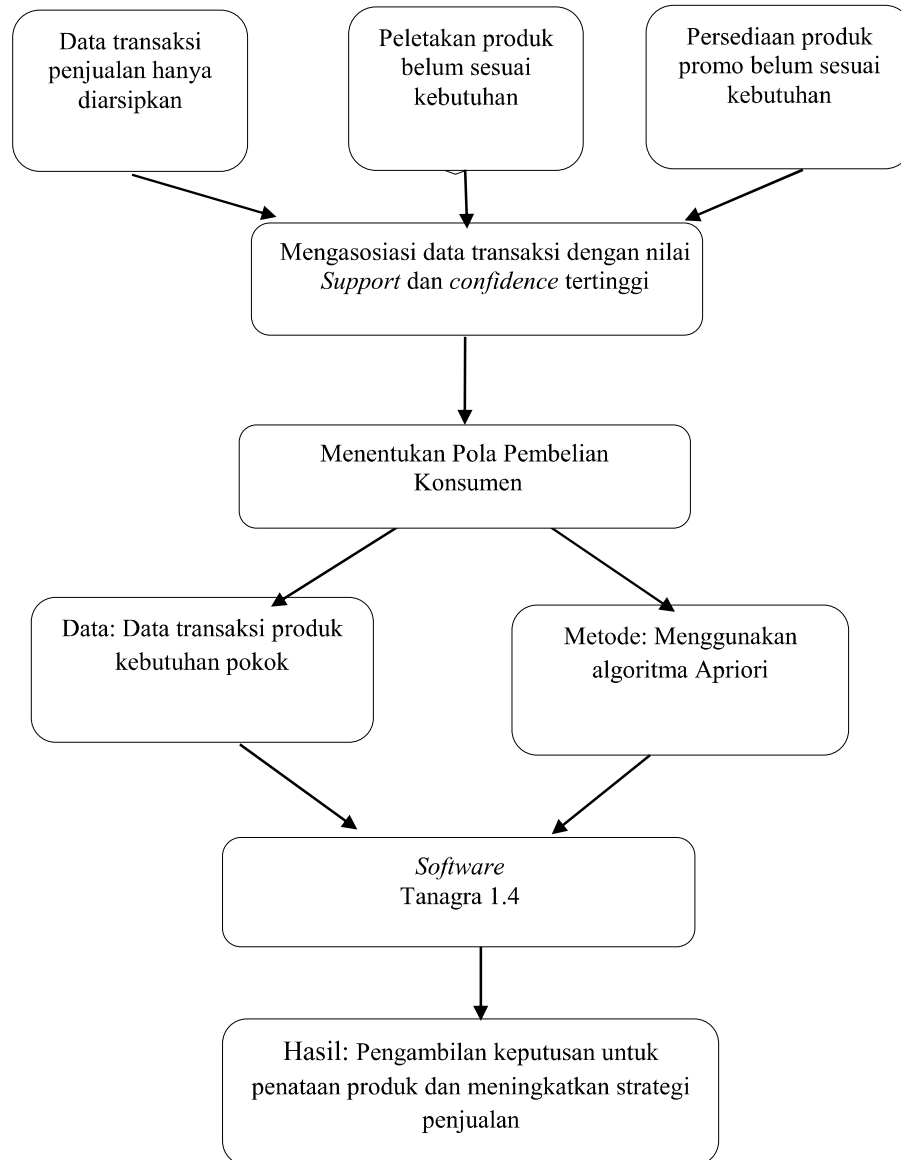 Data transaksi
penjualan hanya
diarsipkan
Peletakan produk
belum sesuai
kebutuhan
Persediaan produk
promo belum sesuai
kebutuhan
Mengasosiasi data transaksi dengan nilai
Support dan confidence tertinggi
Menentukan Pola Pembelian
Konsumen
Data: Data transaksi produk
kebutuhan pokok
Metode: Menggunakan
algoritma Apriori
Software
Tanagra 1.4
Hasil: Pengambilan keputusan untuk
penataan produk dan meningkatkan strategi
penjualan